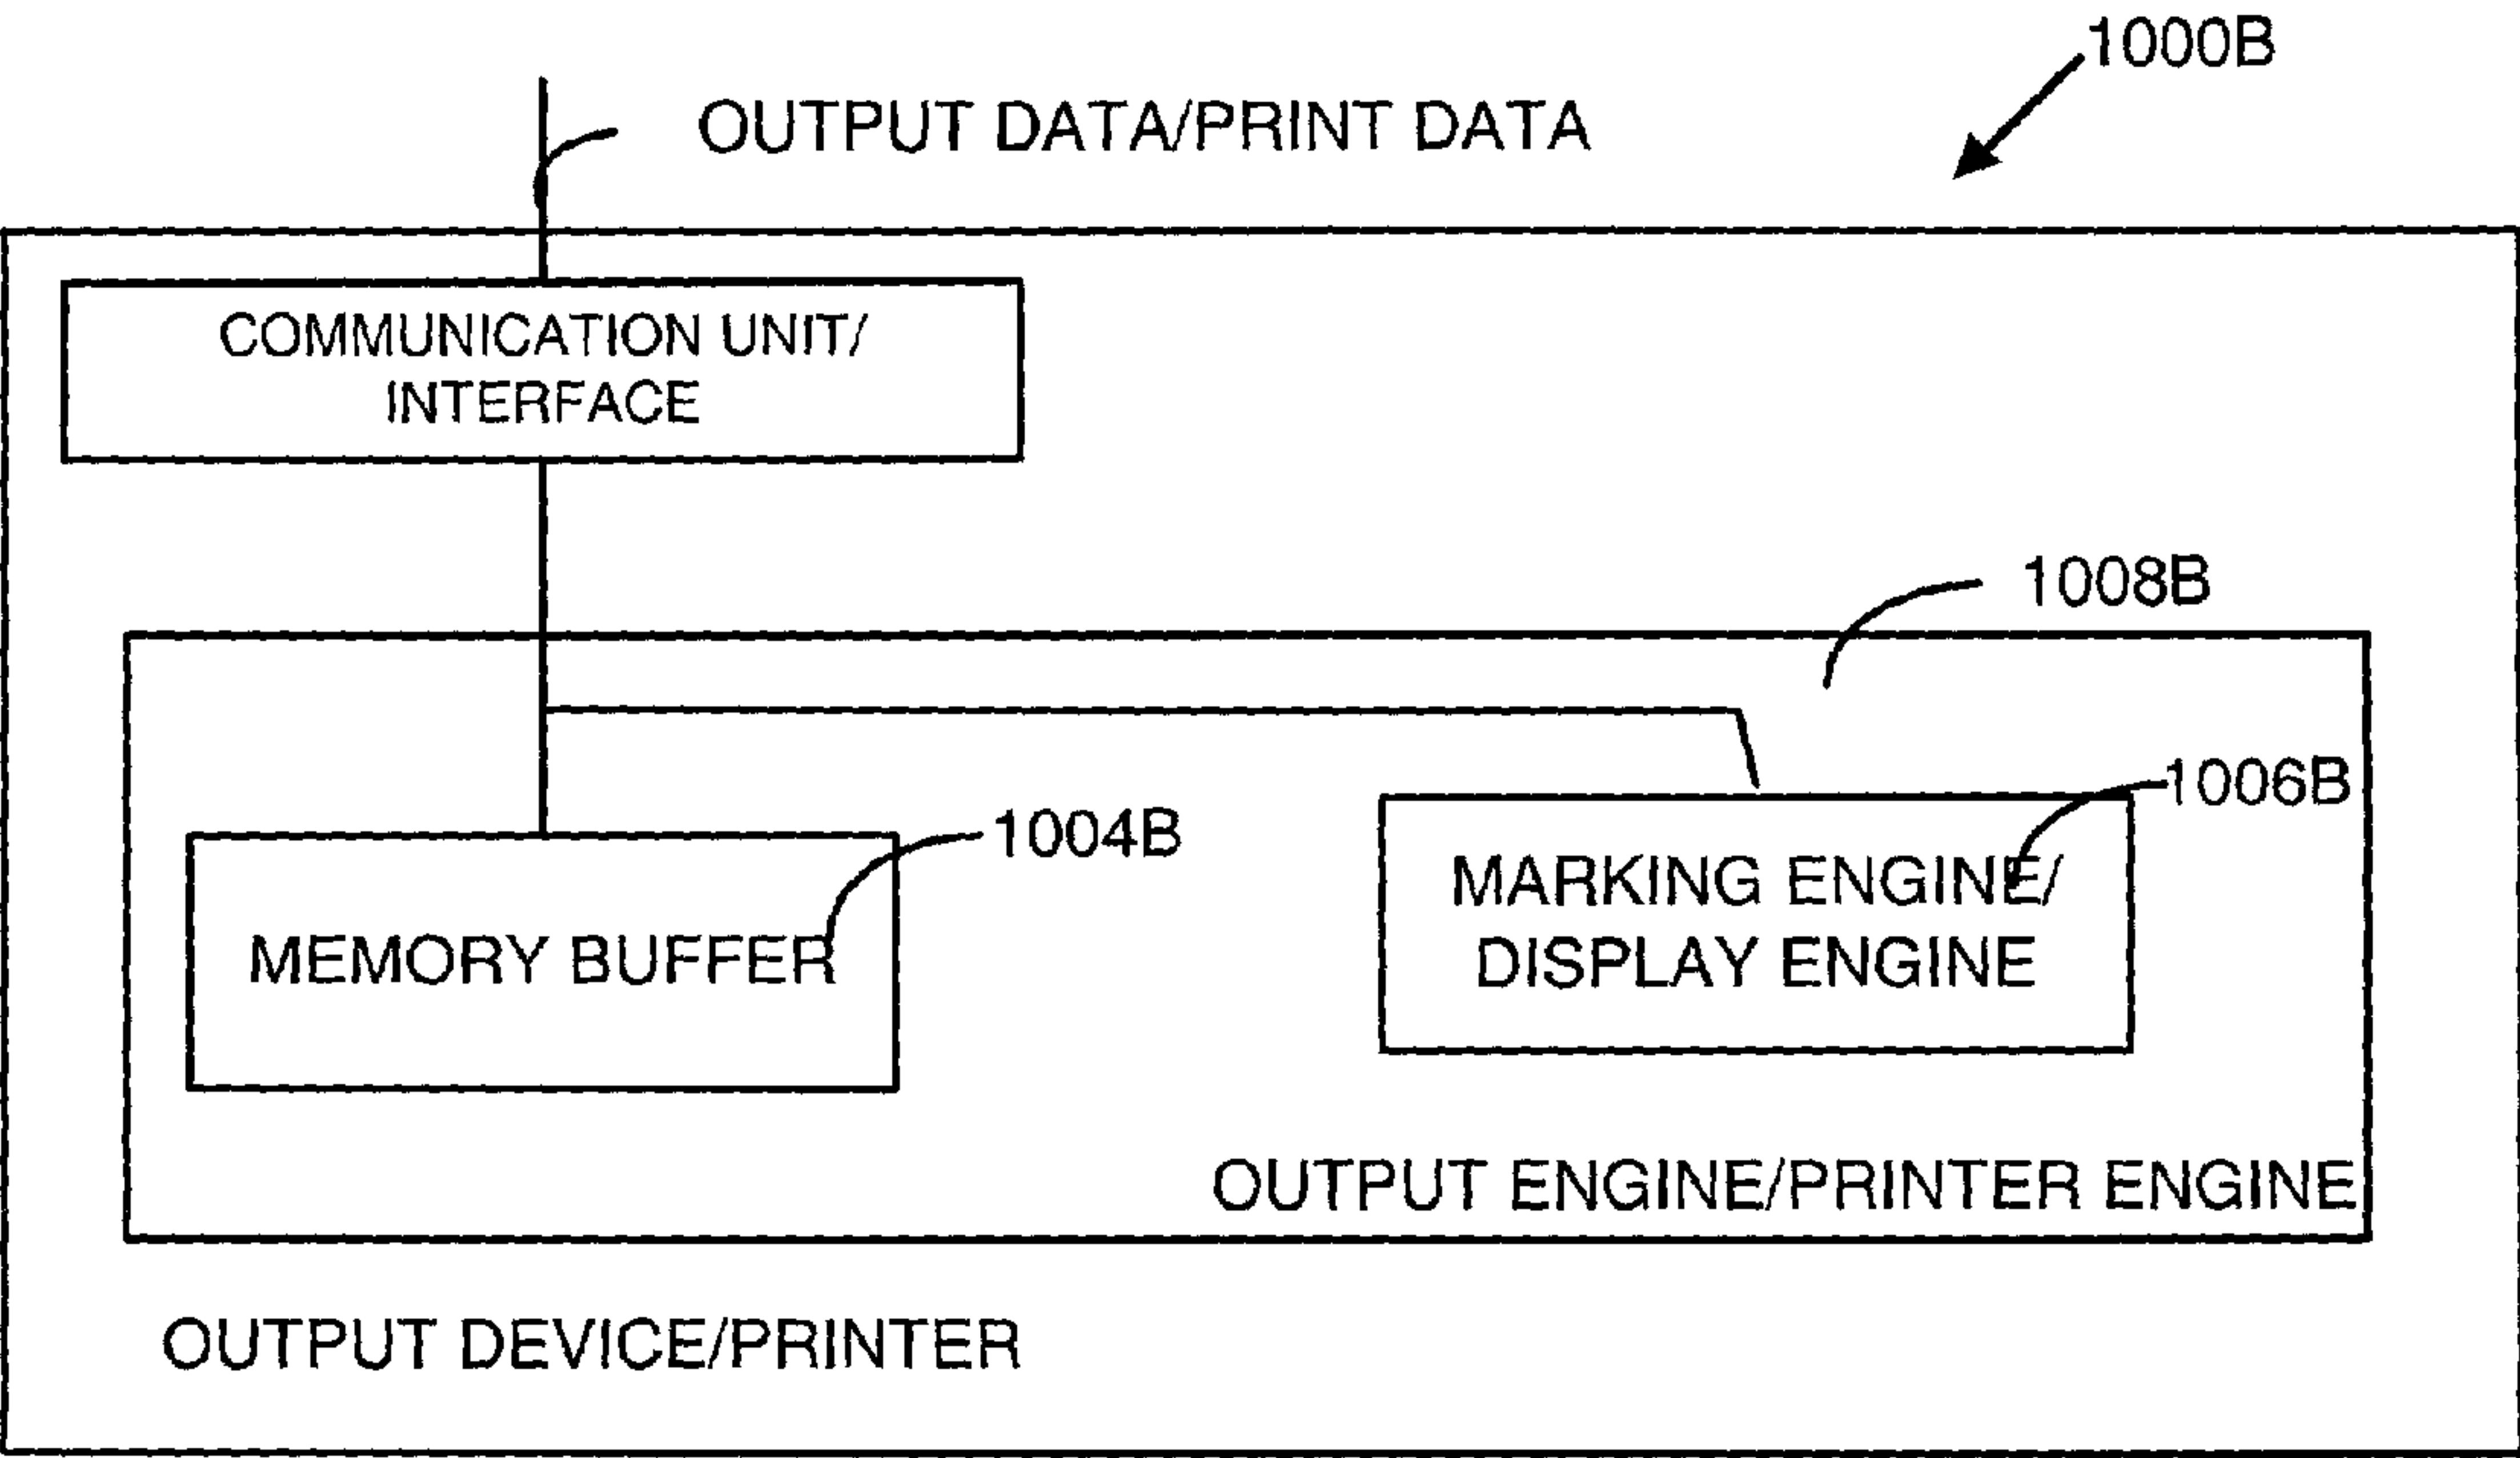 1000B
OUTPUT DATA/PRINT DATA
COMMUNICATION UNIT/
INTERFACE
1008B
1006B
1004B
MARKING ENGINE/
DISPLAY ENGINE
MEMORY BUFFER
OUTPUT ENGINE/PRINTER ENGINE
OUTPUT DEVICE/PRINTER